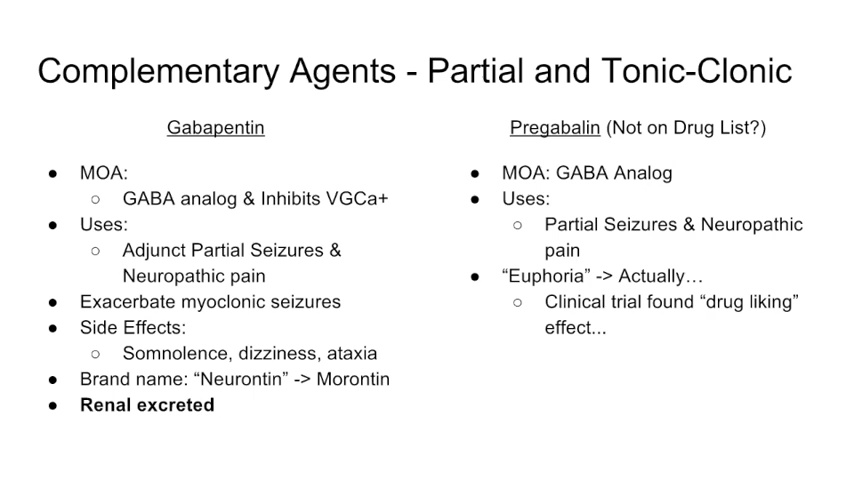 Complementary Agents - Partial and Tonic-Clonic
Gabapentin
● MOA:
○ GABA analog & Inhibits VGCa+
● Uses:
○ Adjunct Partial Seizures &
Neuropathic pain
● Exacerbate myoclonic seizures
● Side Effects:
○ Somnolence, dizziness, ataxia
● Brand name: “Neurontin” -> Morontin
● Renal excreted
Pregabalin (Not on Drug List?)
● MOA: GABA Analog
● Uses:
○ Partial Seizures & Neuropathic
pain
● “Euphoria” -> Actually…
○ Clinical trial found “drug liking”
effect...